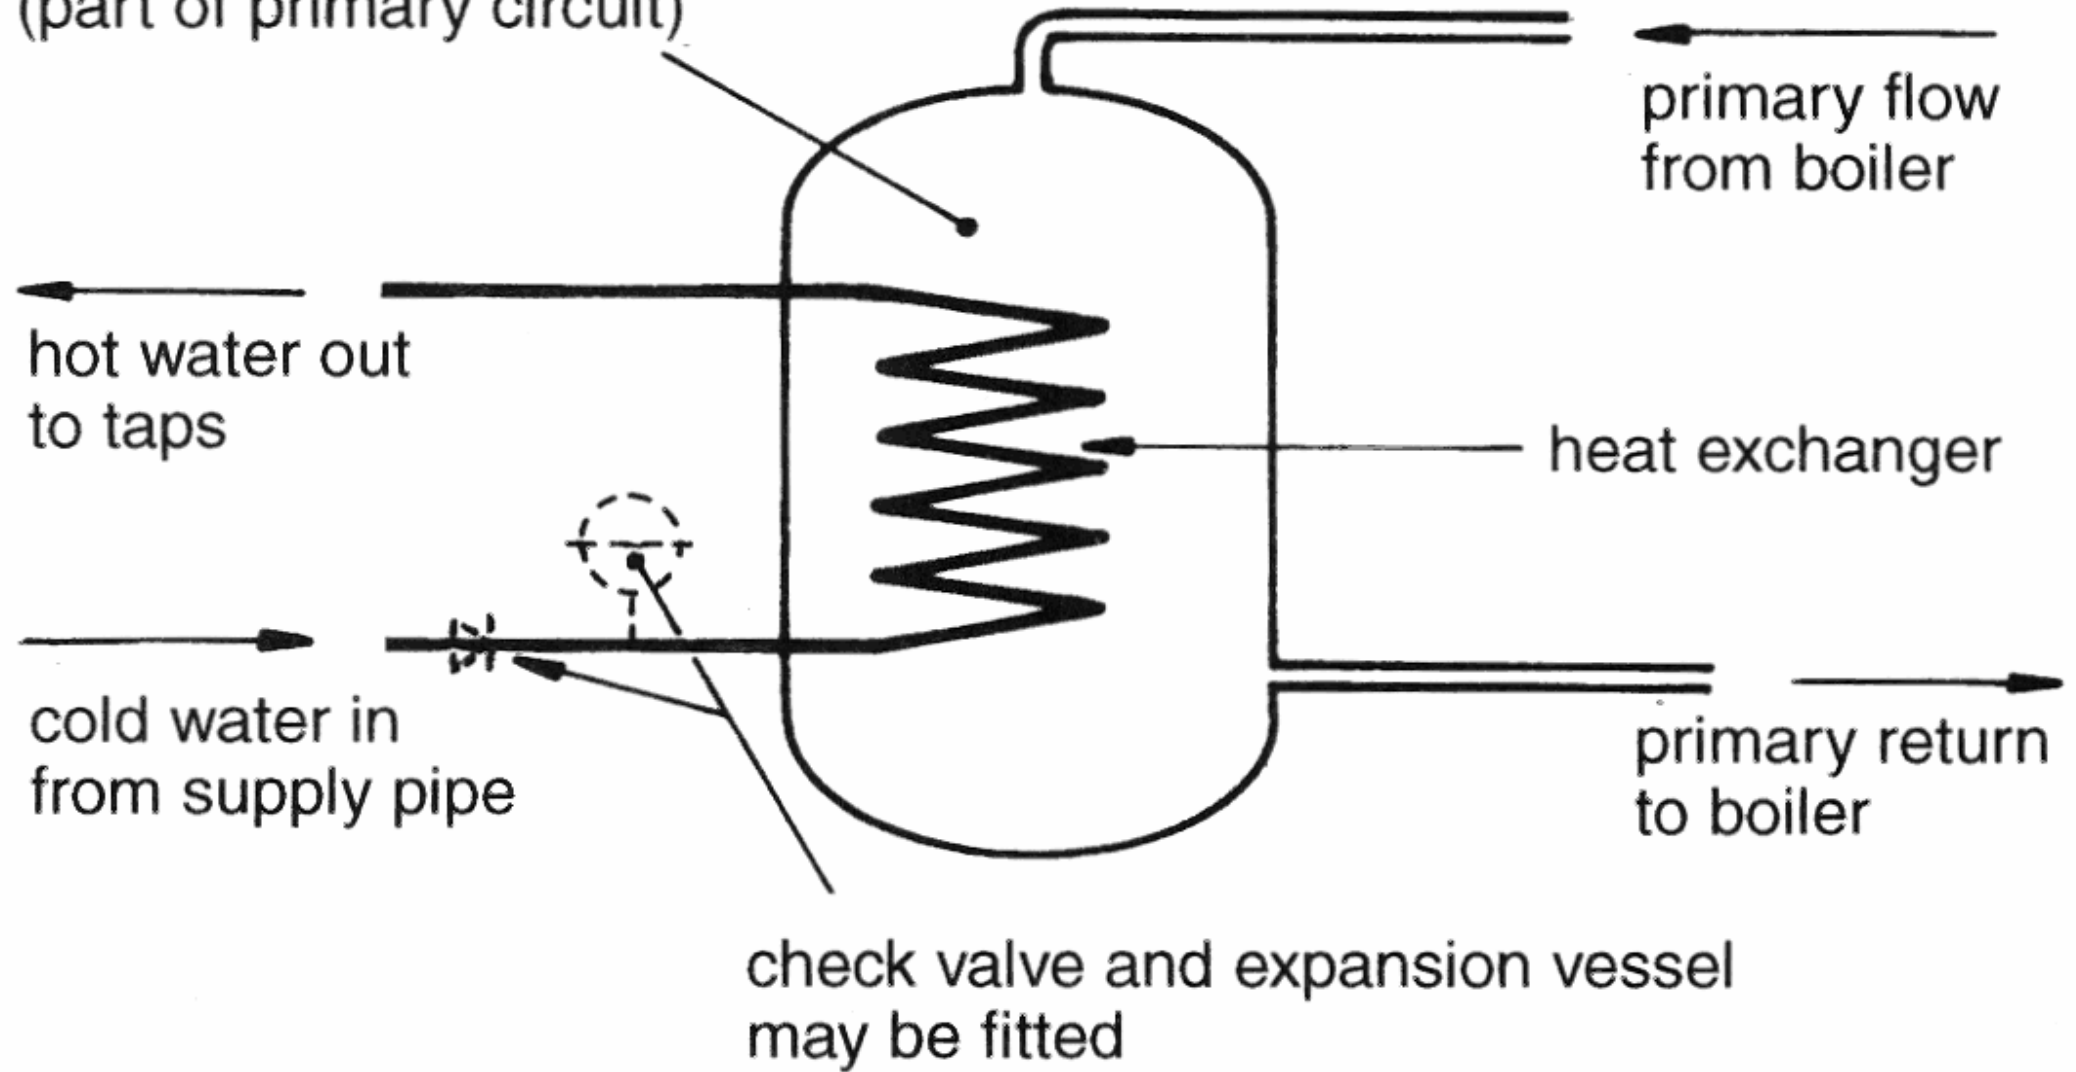 (part of primary circuit)
primary flow
from boiler
hot water out
to taps
heat exchanger
cold water in
from supply pipe
primary return
to boiler
check valve and expansion vessel
may be fitted